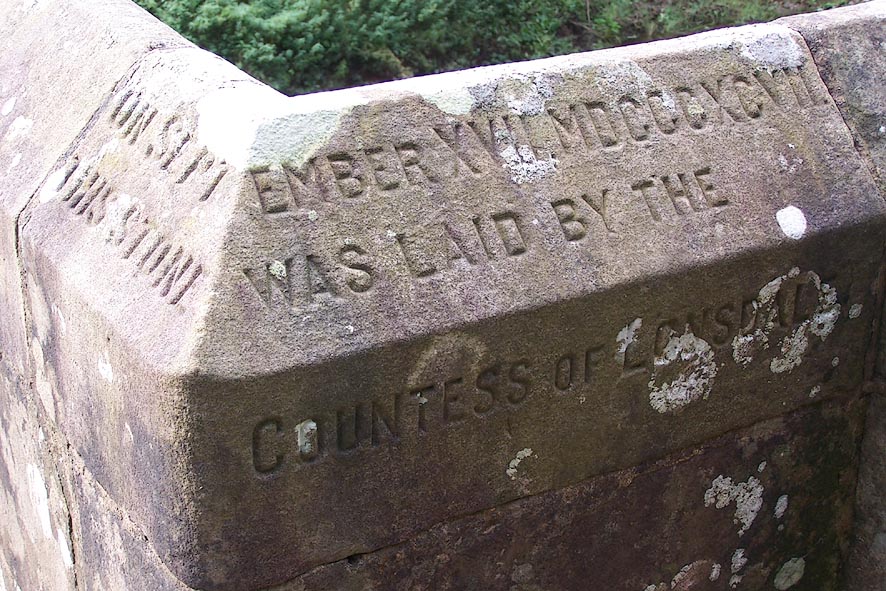 ON.SEPTEMBER XVII. MDCCCXCVII.
THIS STONE WAS LAID BY THE
COUNTESS OF LONSDALE.